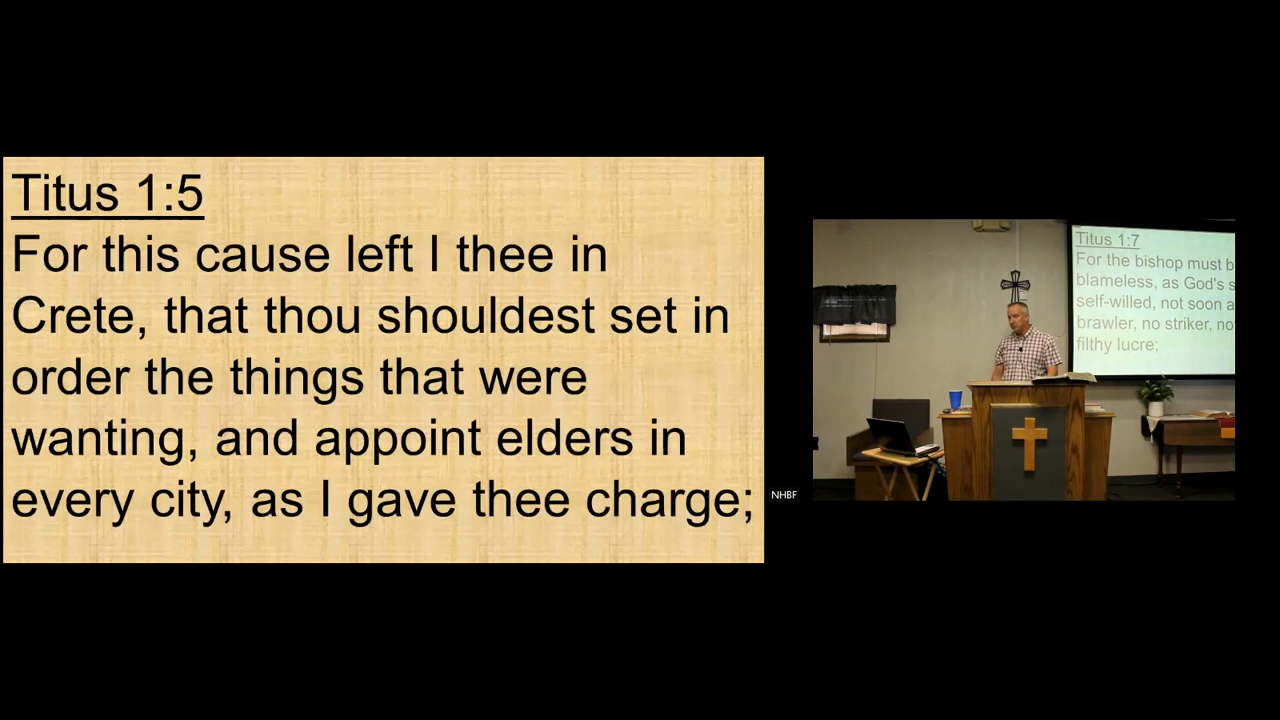 Titus 1:5
For this cause left I thee in
Crete, that thou shouldest set in
order the things that were
wanting, and appoint elders in
every city, as I gave thee charge;
NHBF
Titus 1:7
For the bishop must b
blameless, as God's s
self-willed, not soon a
brawler, no striker, no
filthy lucre;